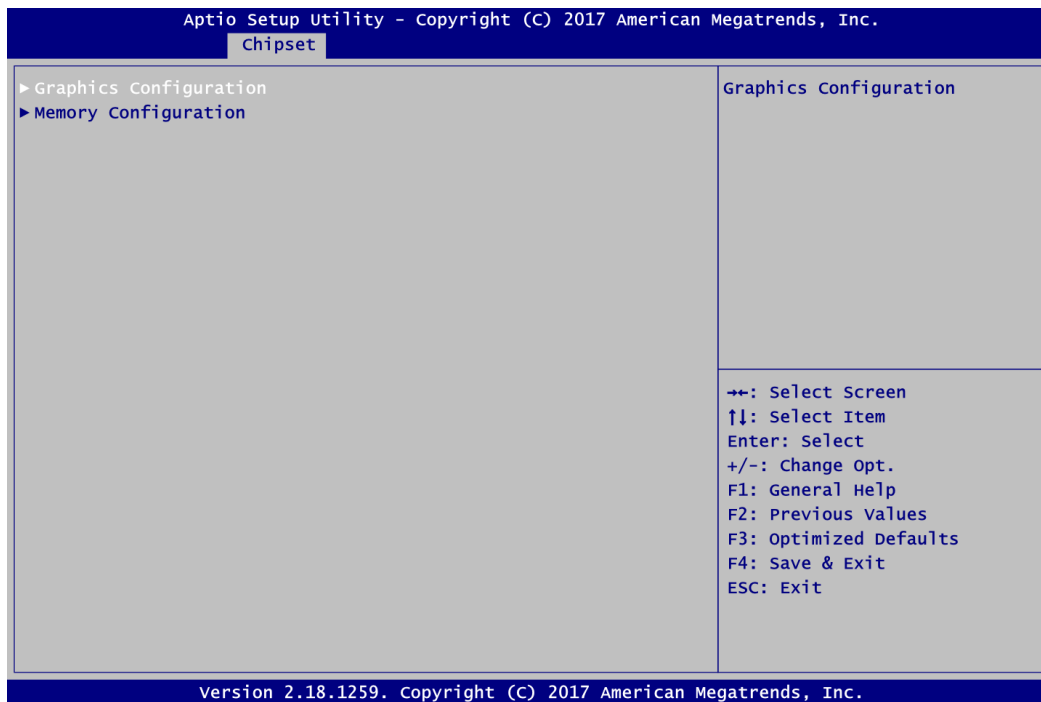 Aptio Setup Utility – Copyright (C) 2017 American Megatrends, Inc.
Chipset
►Graphics Configuration
►Memory Configuration
Graphics Configuration
→←: Select Screen
↑↓: Select Item
Enter: Select
+/-: Change Opt.
F1: General Help
F2: Previous Values
F3: Optimized Defaults
F4: Save & Exit
ESC: Exit
Version 2.18.1259. Copyright (C) 2017 American Megatrends, Inc.